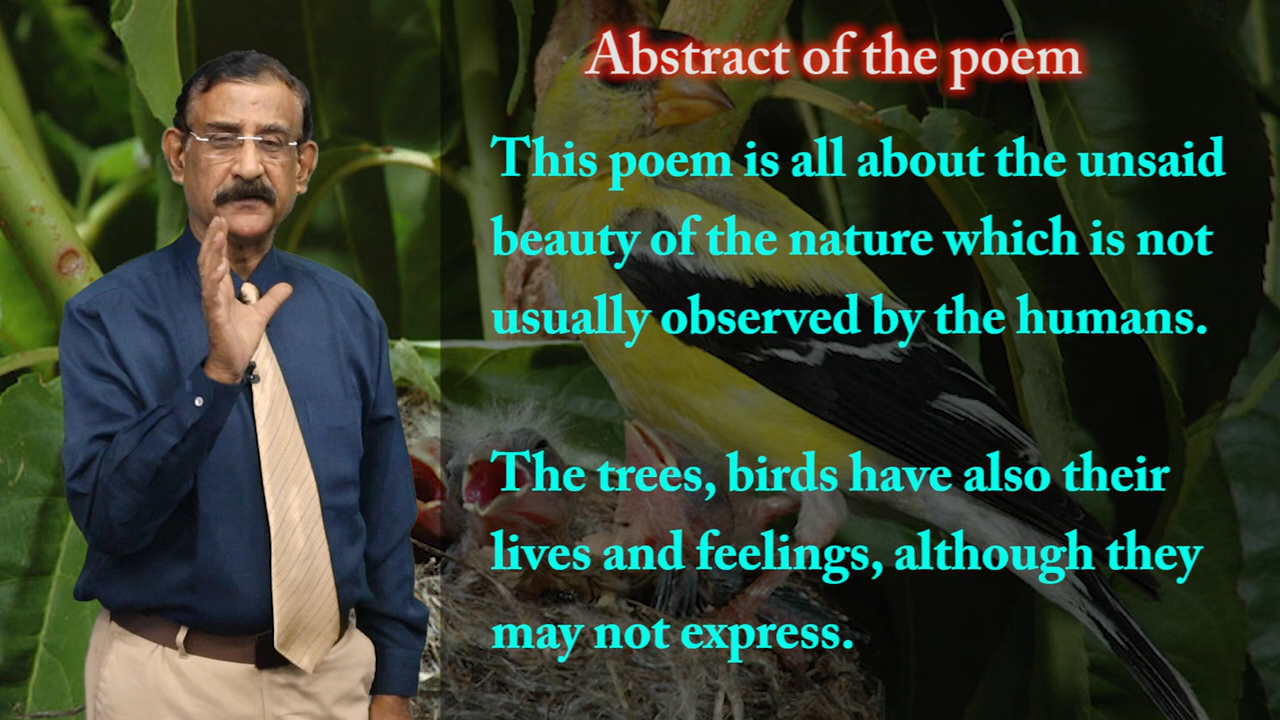 Abstract of the poem
This poem is all about the unsaid
beauty of the nature which is not
usually observed by the humans.
The trees, birds have also their
lives and feelings, although they
may not express.